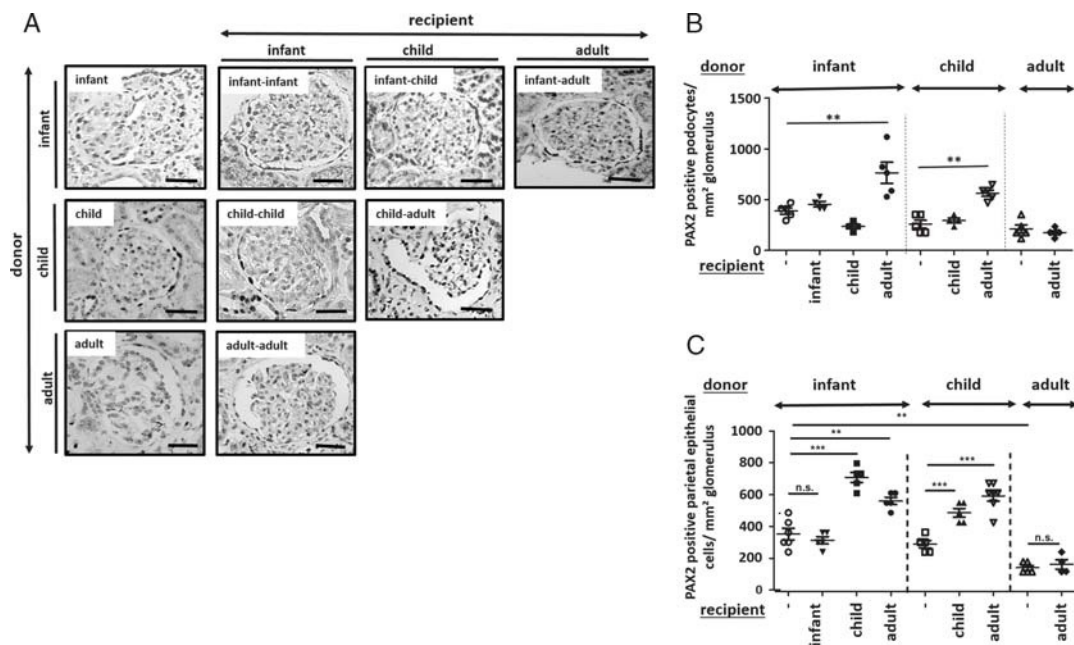 A
recipient
infant
child
adult
donor
infant
child
adult
infant
infant-infant
infant-child
infant-adult
child
child-child
child-adult
adult
adult-adult
B
donor
infant
child
adult
PAX2 positive podocytes/
mm² glomerulus
1500
1000
500
0
**
**
recipient
-
infant
child
adult
-
child
adult
-
adult
C
donor
infant
child
adult
PAX2 positive parietal epithelial
cells/ mm² glomerulus
1000
800
600
400
200
0
**
**
***
n.s.
***
***
n.s.
recipient
-
infant
child
adult
-
child
adult
-
adult